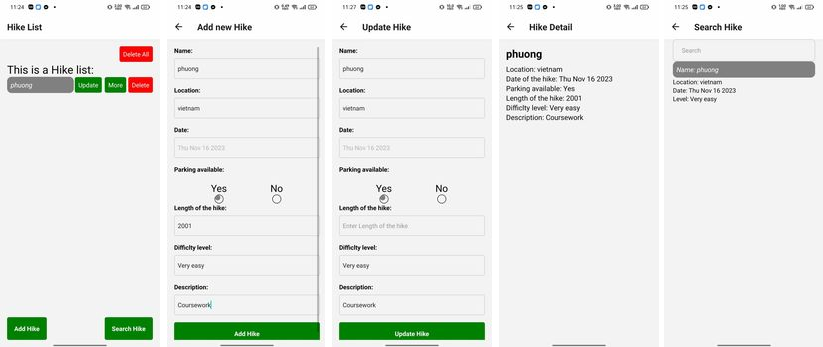 11:24
Hike List
Delete All
This is a Hike list:
phuong Update More Delete
Add Hike Search Hike
11:24
Add new Hike
Name:
phuong
Location:
vietnam
Date:
Thu Nov 16 2023
Parking available:
Yes No
Length of the hike:
2001
Difficlty level:
Very easy
Description:
Coursework
Add Hike
11:27
Update Hike
Name:
phuong
Location:
vietnam
Date:
Thu Nov 16 2023
Parking available:
Yes No
Length of the hike:
Enter Length of the hike
Difficlty level:
Very easy
Description:
Coursework
Update Hike
11:25
Hike Detail
phuong
Location: vietnam
Date of the hike: Thu Nov 16 2023
Parking available: Yes
Length of the hike: 2001
Difficlty level: Very easy
Description: Coursework
11:25
Search Hike
Search
Name: phuong
Location: vietnam
Date: Thu Nov 16 2023
Level: Very easy